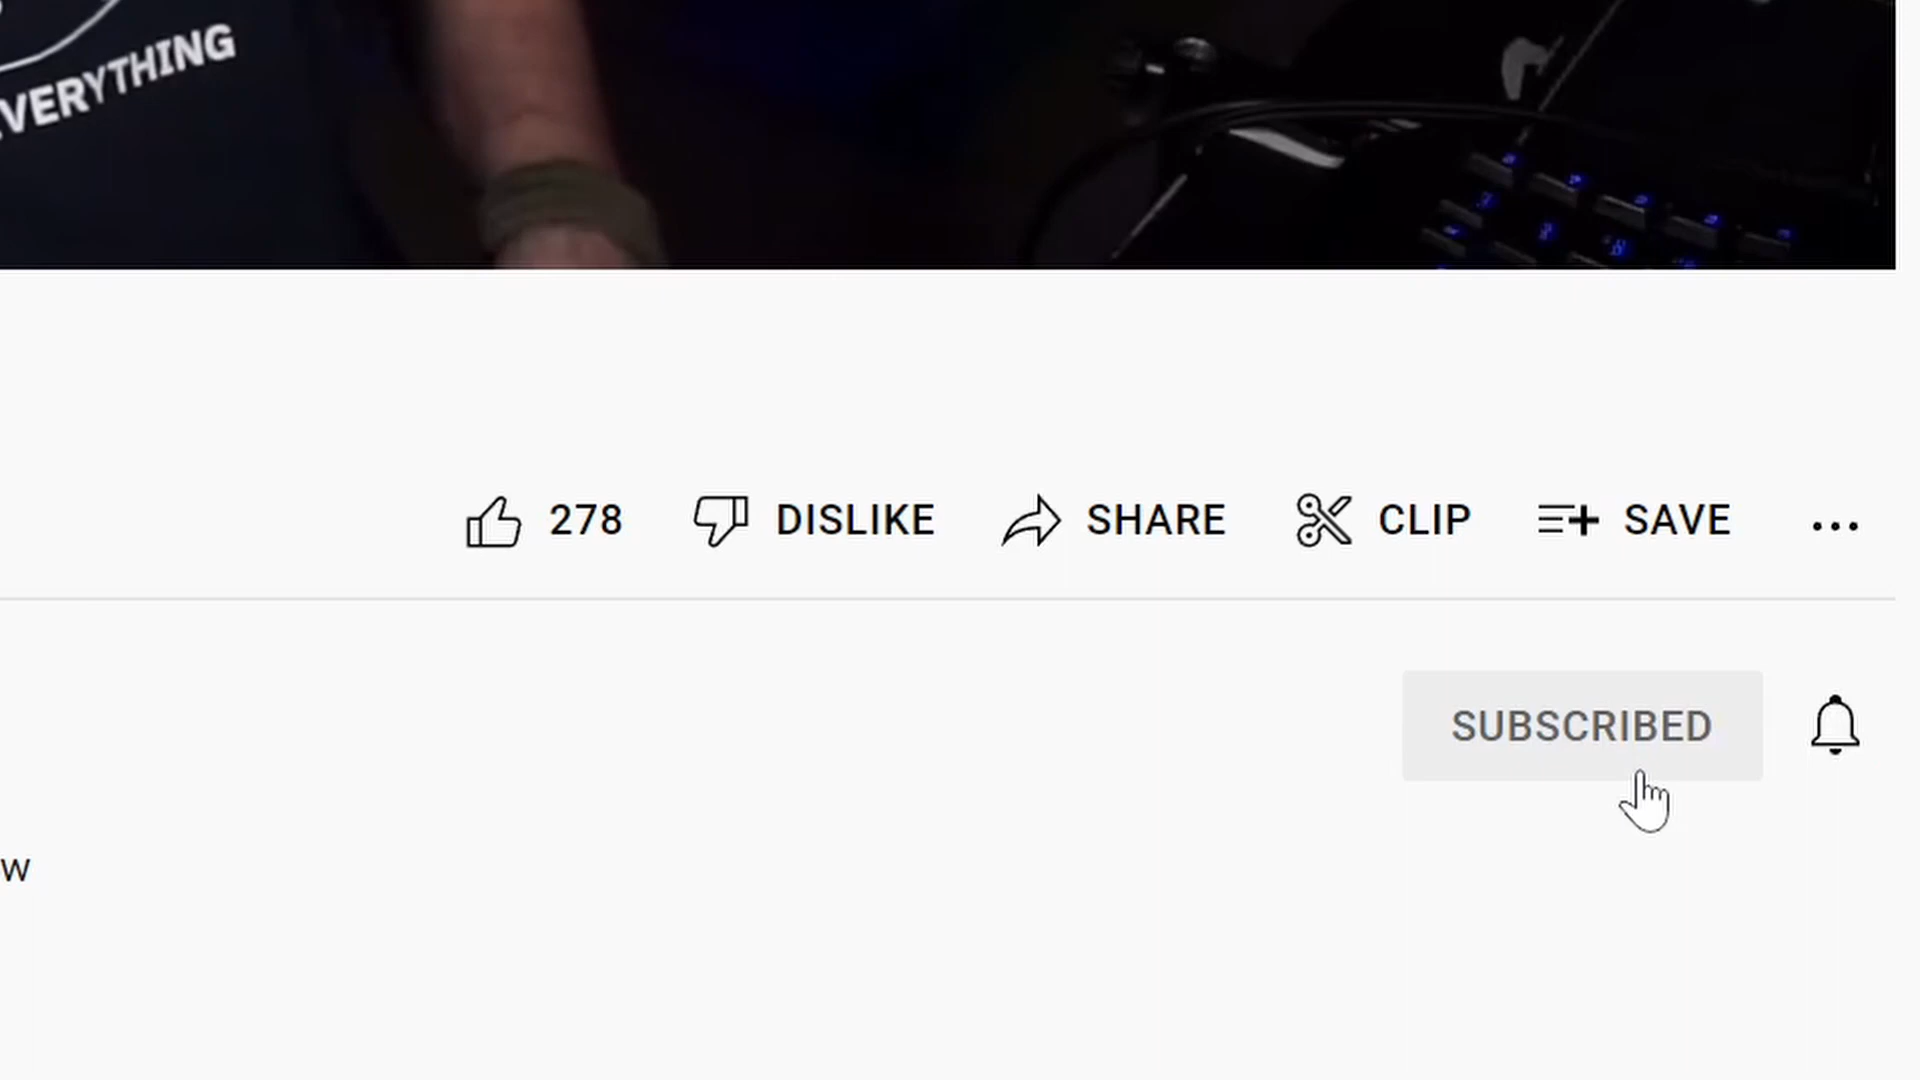 VERYTHING
278 DISLIKE SHARE CLIP SAVE
SUBSCRIBED
w